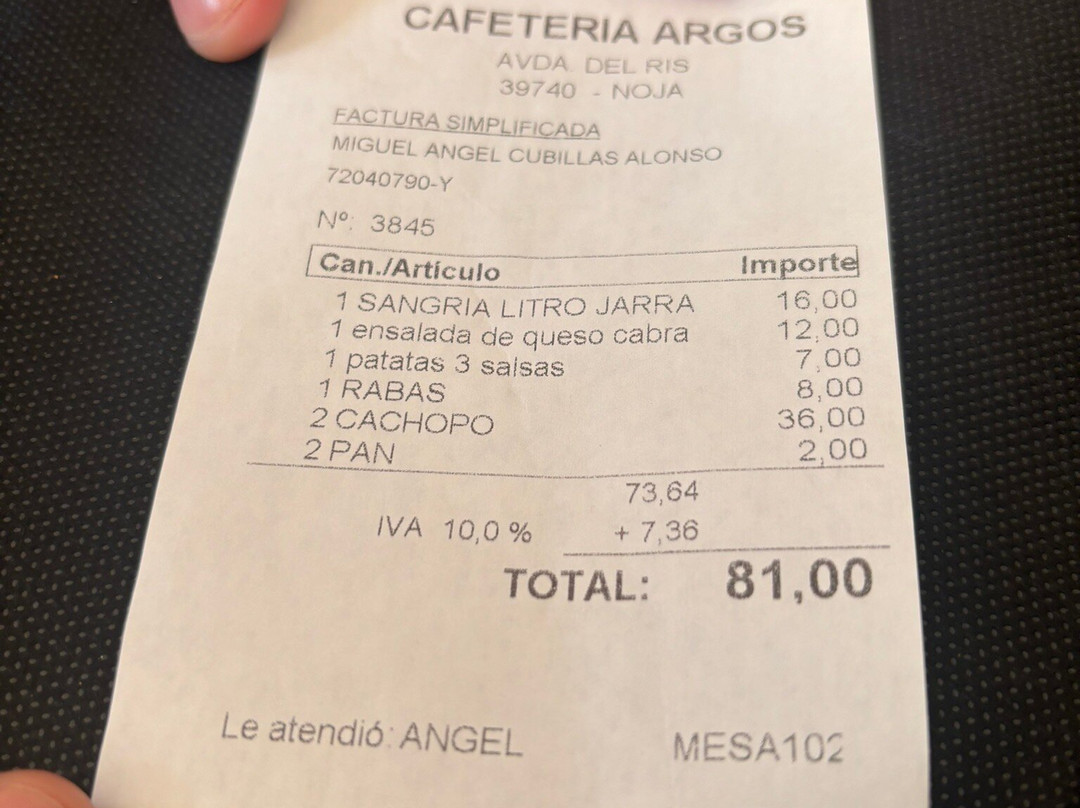 CAFETERIA ARGOS
AVDA. DEL RIS
39740 - NOJA
FACTURA SIMPLIFICADA
MIGUEL ANGEL CUBILLAS ALONSO
72040790-Y
Nº: 3845
Can./Artículo Importe
1 SANGRIA LITRO JARRA 16,00
1 ensalada de queso cabra 12,00
1 patatas 3 salsas 7,00
1 RABAS 8,00
2 CACHOPO 36,00
2 PAN 2,00
73,64
IVA 10,0 % + 7,36
TOTAL: 81,00
Le atendió: ANGEL MESA102